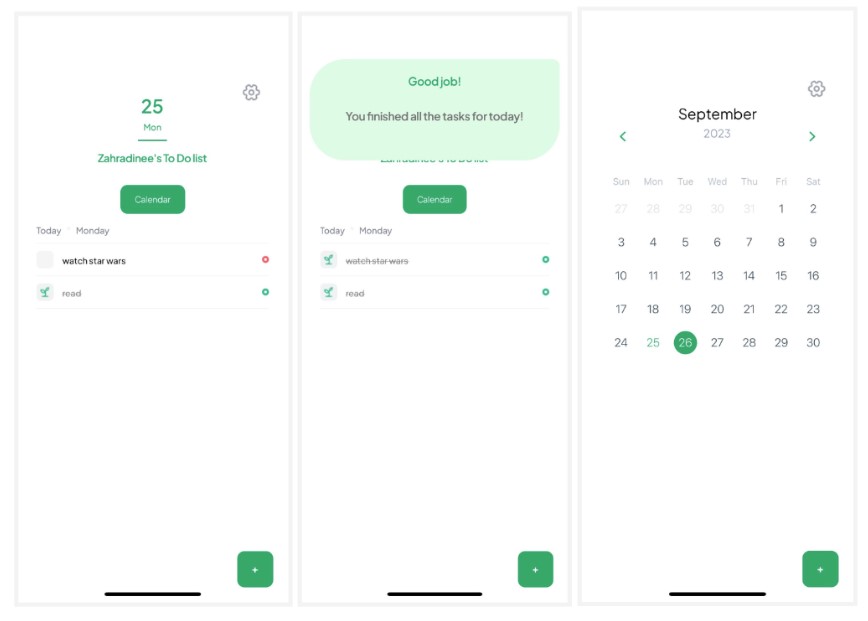 25
Mon
Zahradinee's To Do list
Calendar
Today Monday
watch star wars
read
+
Good job!
You finished all the tasks for today!
Zahradinee's To Do list
Calendar
Today Monday
watch star wars
read
+
September
2023
Sun Mon Tue Wed Thu Fri Sat
27 28 29 30 31 1 2
3 4 5 6 7 8 9
10 11 12 13 14 15 16
17 18 19 20 21 22 23
24 25 26 27 28 29 30
+